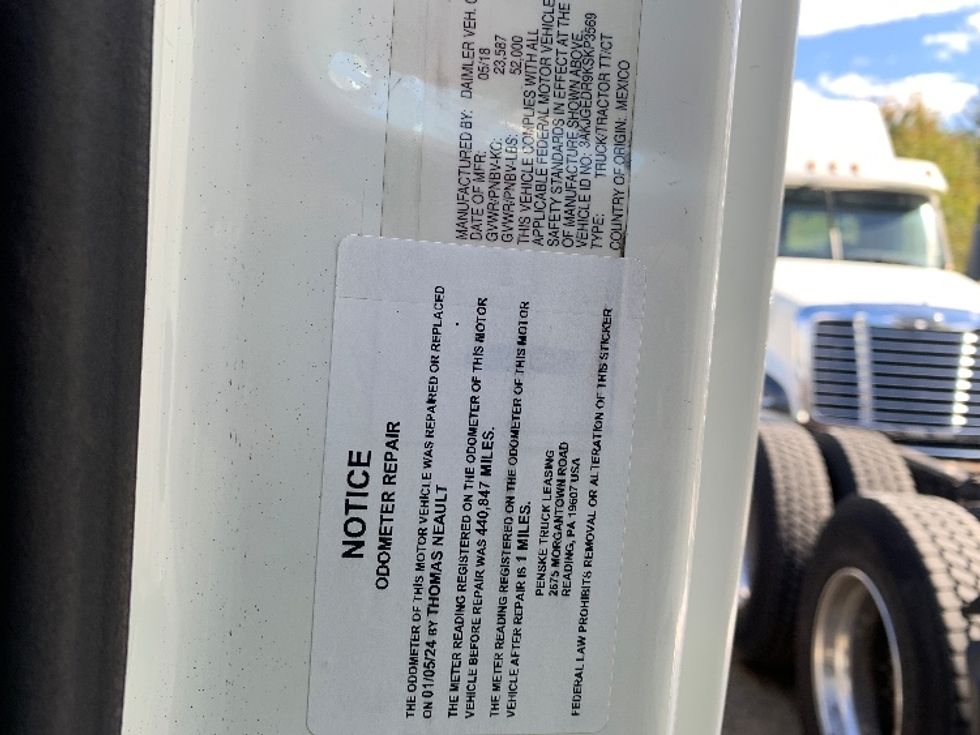 MANUFACTURED BY: DAIMLER VEH.
DATE OF MFR: 05/18
GVWR/PNBV-KG: 23,587
GVWR/PNBV-LBS: 52,000
THIS VEHICLE COMPLIES WITH ALL
APPLICABLE FEDERAL MOTOR VEHICLE
SAFETY STANDARDS IN EFFECT AT THE
OF MANUFACTURE SHOWN ABOVE
VEHICLE ID NO: 3AKJGEDR9KSKP3569
TYPE: TRUCK/TRACTOR TT/CT
COUNTRY OF ORIGIN: MEXICO
NOTICE
ODOMETER REPAIR
THE ODOMETER OF THIS MOTOR VEHICLE WAS REPAIRED OR REPLACED
ON 01/05/24 BY THOMAS NEAULT
THE METER READING REGISTERED ON THE ODOMETER OF THIS MOTOR
VEHICLE BEFORE REPAIR WAS 440,847 MILES.
THE METER READING REGISTERED ON THE ODOMETER OF THIS MOTOR
VEHICLE AFTER REPAIR IS 1 MILES.
PENSKE TRUCK LEASING
2675 MORGANTOWN ROAD
READING, PA 19607 USA
FEDERAL LAW PROHIBITS REMOVAL OR ALTERATION OF THIS STICKER